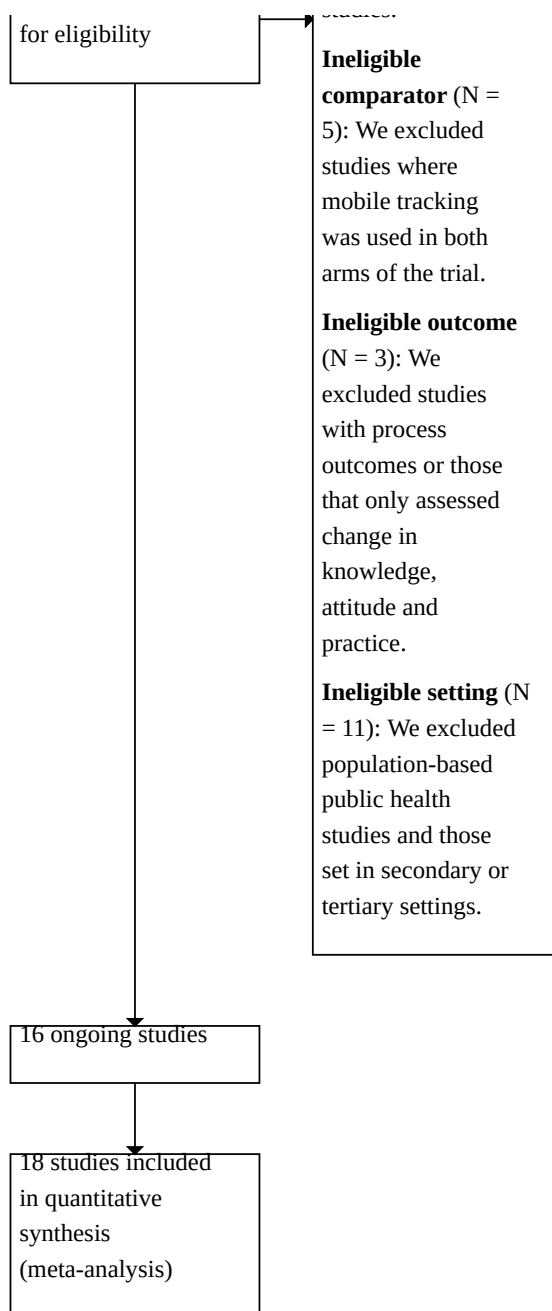 for eligibility
studies.
Ineligible
comparator (N =
5): We excluded
studies where
mobile tracking
was used in both
arms of the trial.
Ineligible outcome
(N = 3): We
excluded studies
with process
outcomes or those
that only assessed
change in
knowledge,
attitude and
practice.
Ineligible setting (N
= 11): We excluded
population-based
public health
studies and those
set in secondary or
tertiary settings.
16 ongoing studies
18 studies included
in quantitative
synthesis
(meta-analysis)